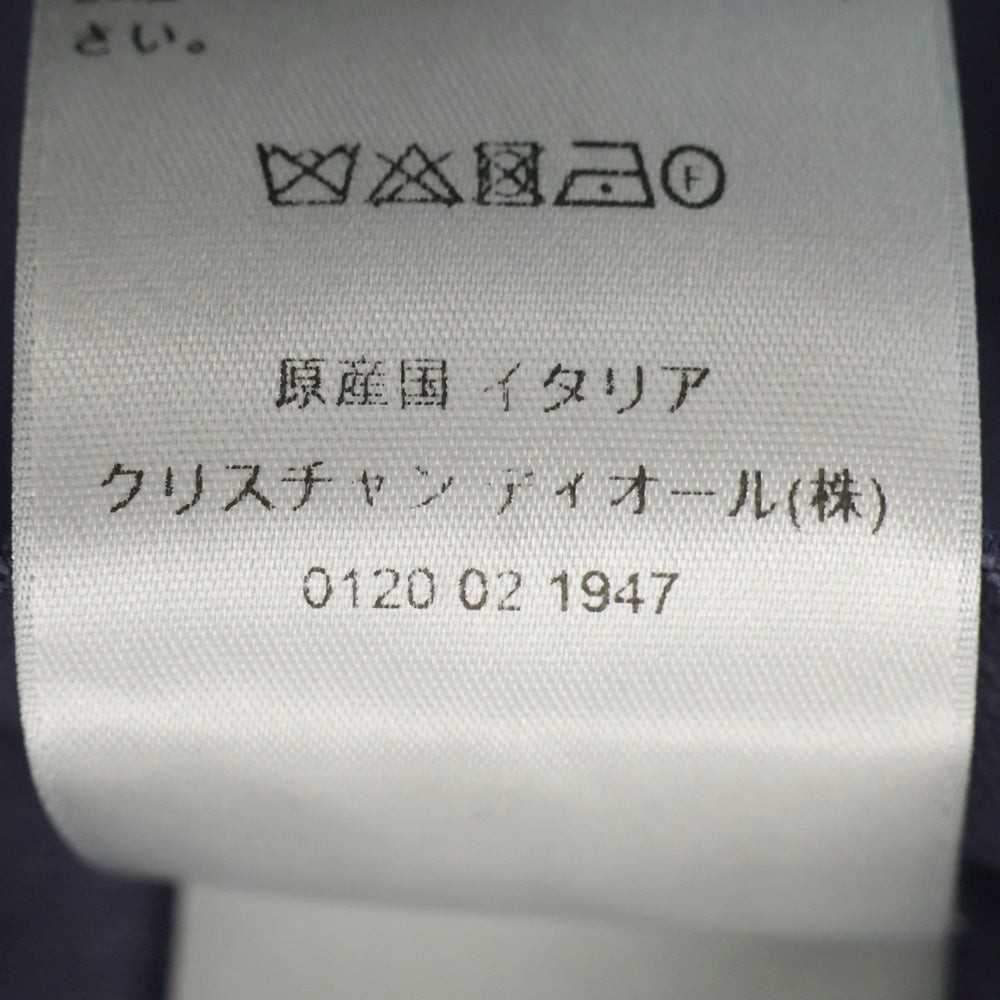 さい。
F
原産国 イタリア
クリスチャン ディオール(株)
0120 02 1947